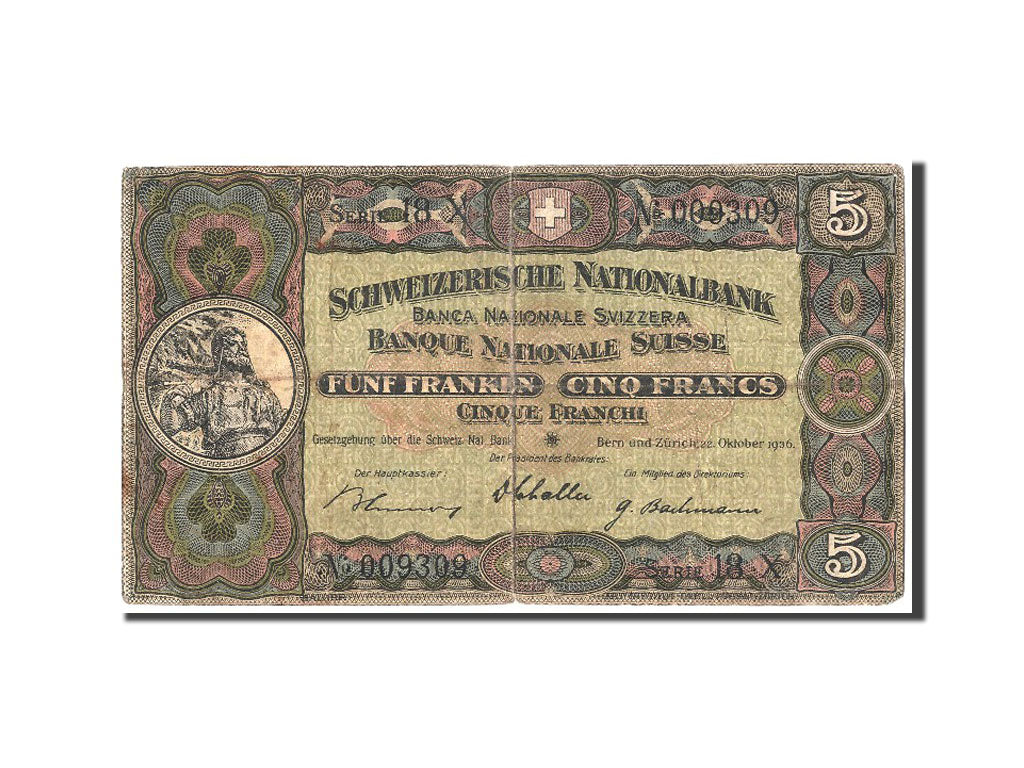 5
SERIE 18 X
No 009309
SCHWEIZERISCHE NATIONALBANK
BANCA NAZIONALE SVIZZERA
BANQUE NATIONALE SUISSE
FÜNF FRANKEN CINQ FRANCS
CINQUE FRANCHI
Gesetzgebung über die Schweiz Nal Bank
Bern und Zürich, 22. Oktober 1936.
Der Präsident des Bankrates:
Der Hauptkassier:
Ein Mitglied des Direktoriums:
G. Bachmann
No 009309
SERIE 18 X
5